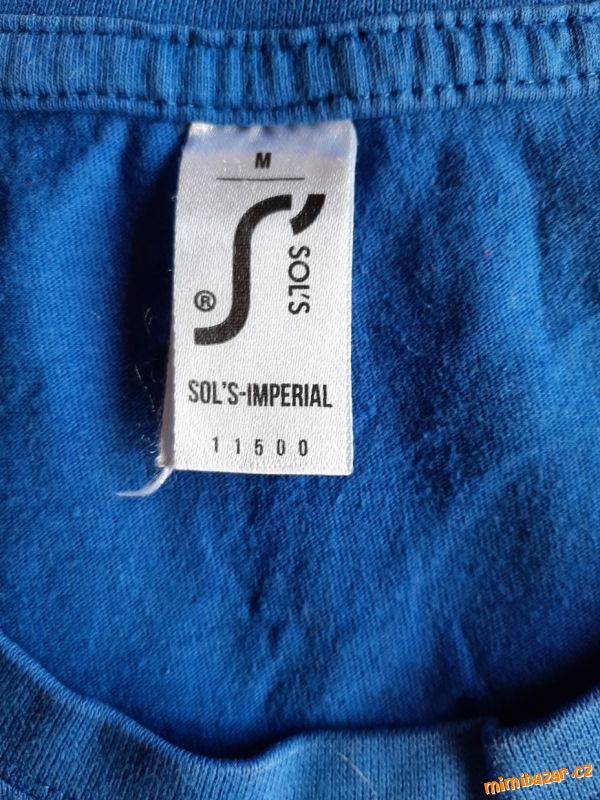 M
SOL'S
®
SOL'S-IMPERIAL
11500
mimibazar.cz